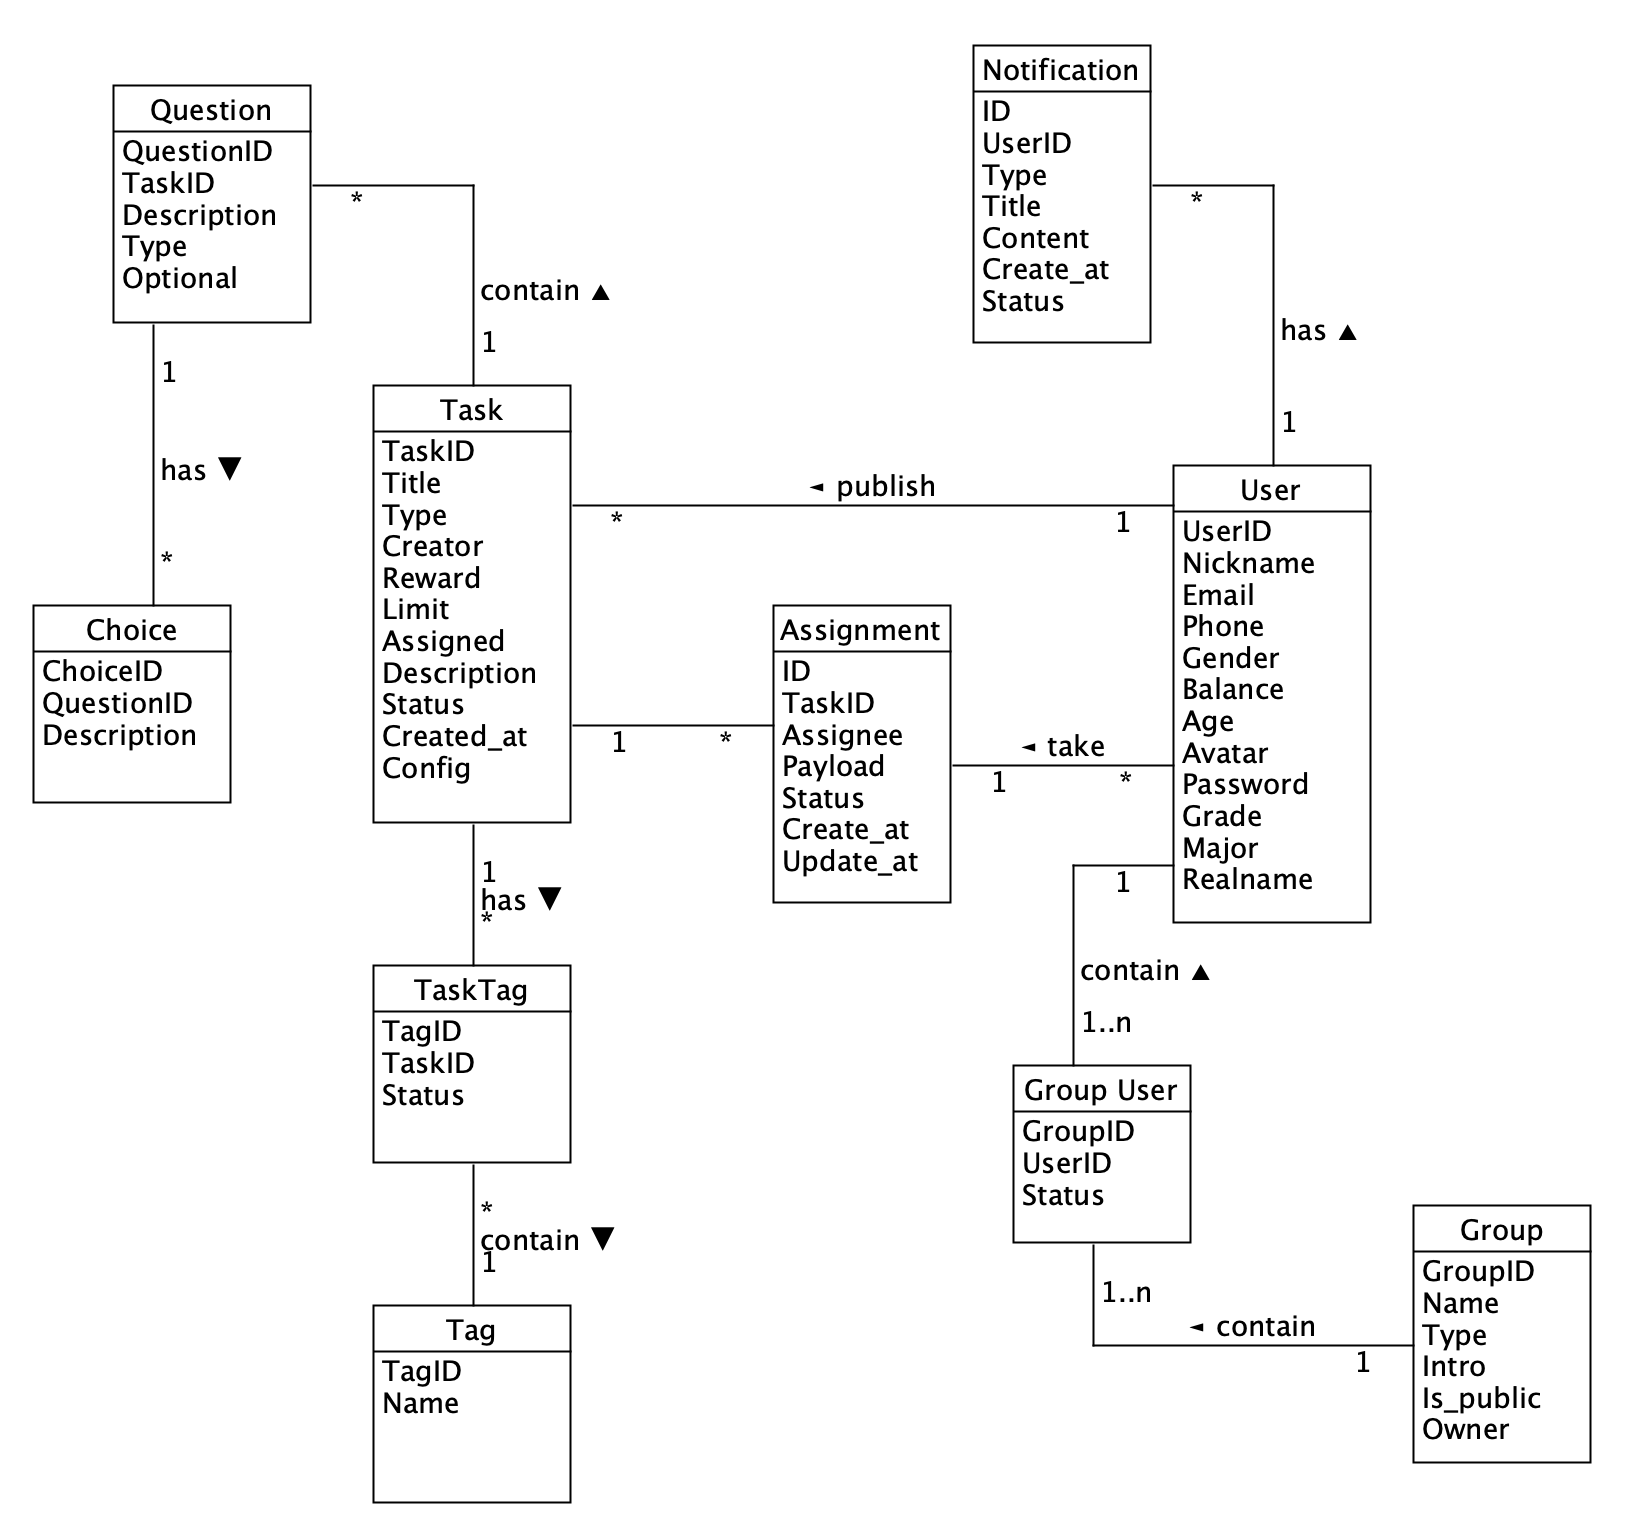 Question
QuestionID
TaskID
Description
Type
Optional
*
contain ▲
1
1
has ▼
*
Choice
ChoiceID
QuestionID
Description
Notification
ID
UserID
Type
Title
Content
Create_at
Status
*
has ▲
1
Task
TaskID
Title
Type
Creator
Reward
Limit
Assigned
Description
Status
Created_at
Config
◄ publish
*
1
User
UserID
Nickname
Email
Phone
Gender
Balance
Age
Avatar
Password
Grade
Major
Realname
Assignment
ID
TaskID
Assignee
Payload
Status
Create_at
Update_at
1
*
◄ take
1
*
1
has ▼
*
TaskTag
TagID
TaskID
Status
*
contain ▼
1
Tag
TagID
Name
1
contain ▲
1..n
Group User
GroupID
UserID
Status
1..n
◄ contain
1
Group
GroupID
Name
Type
Intro
Is_public
Owner